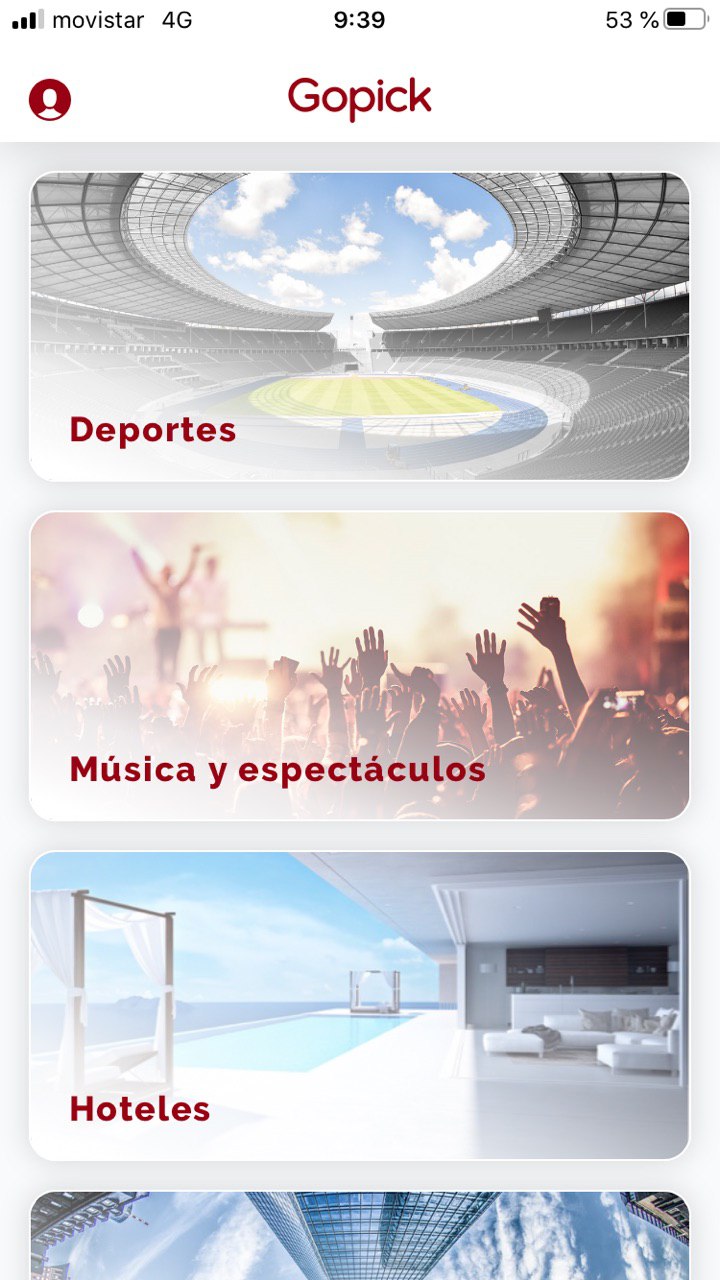 movistar 4G 9:39 53 %
Gopick
Deportes
Música y espectáculos
Hoteles